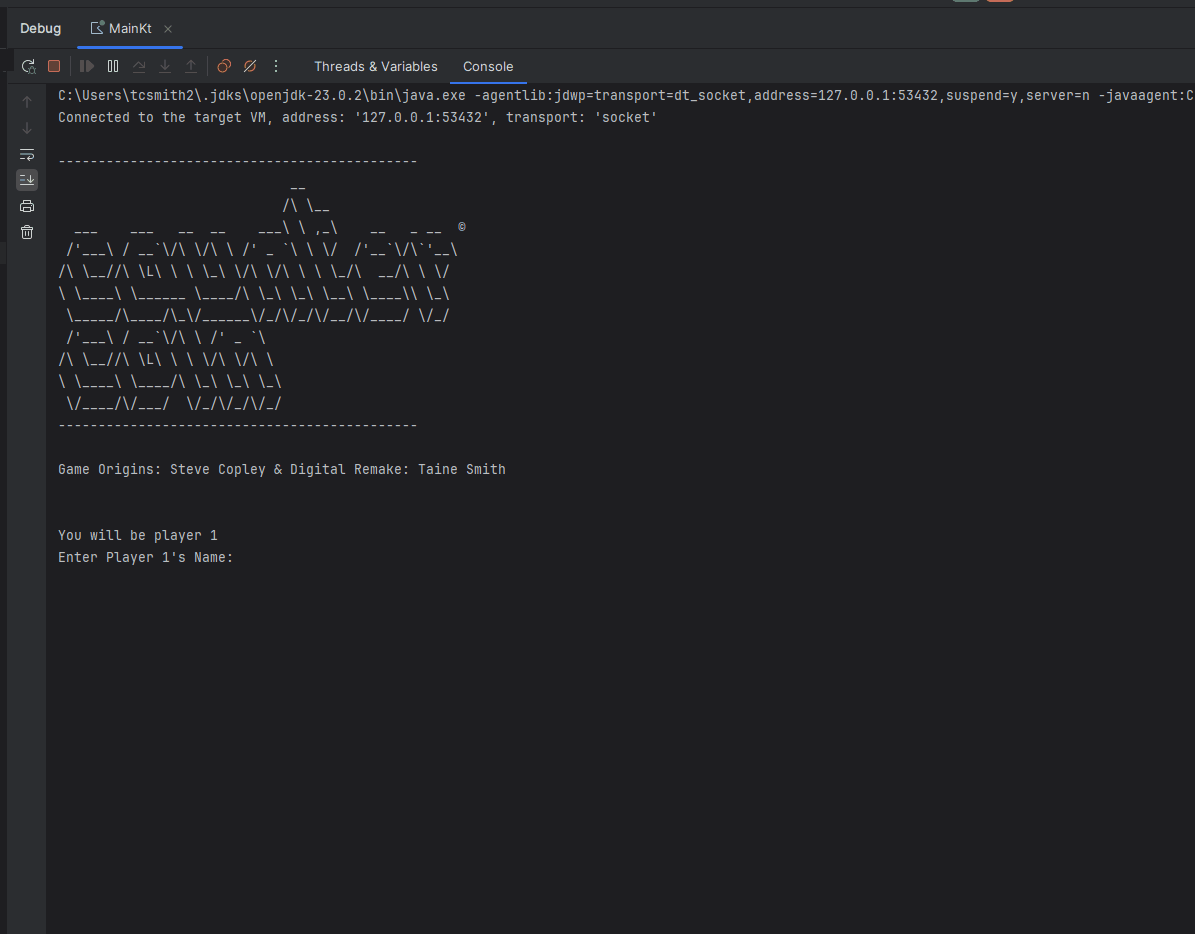 Debug MainKt
Threads & Variables Console
C:\Users\tcsmith2\.jdks\openjdk-23.0.2\bin\java.exe -agentlib:jdwp=transport=dt_socket,address=127.0.0.1:53432,suspend=y,server=n -javaagent:C
Connected to the target VM, address: '127.0.0.1:53432', transport: 'socket'
---------------------------------------------
                             __
                            /\ \__
  ___    ___   __  __    ___\ \ ,_\    __   _ __  ©
 /'___\ / __`\/\ \/\ \ /' _ `\ \ \/  /'__`\/\`'__\
/\ \__//\ \L\ \ \ \_\ \/\ \/\ \ \ \_/\  __/\ \ \/
\ \____\ \______ \____/\ \_\ \_\ \__\ \____\\ \_\
 \_____/\____/\_\/______\/_/\/_/\/__/\/____/ \/_/
 /'___\ / __`\/\ \ /' _ `\
/\ \__//\ \L\ \ \ \/\ \/\ \
\ \____\ \____/\ \_\ \_\ \_\
 \/____/\/___/  \/_/\/_/\/_/
---------------------------------------------
Game Origins: Steve Copley & Digital Remake: Taine Smith
You will be player 1
Enter Player 1's Name: